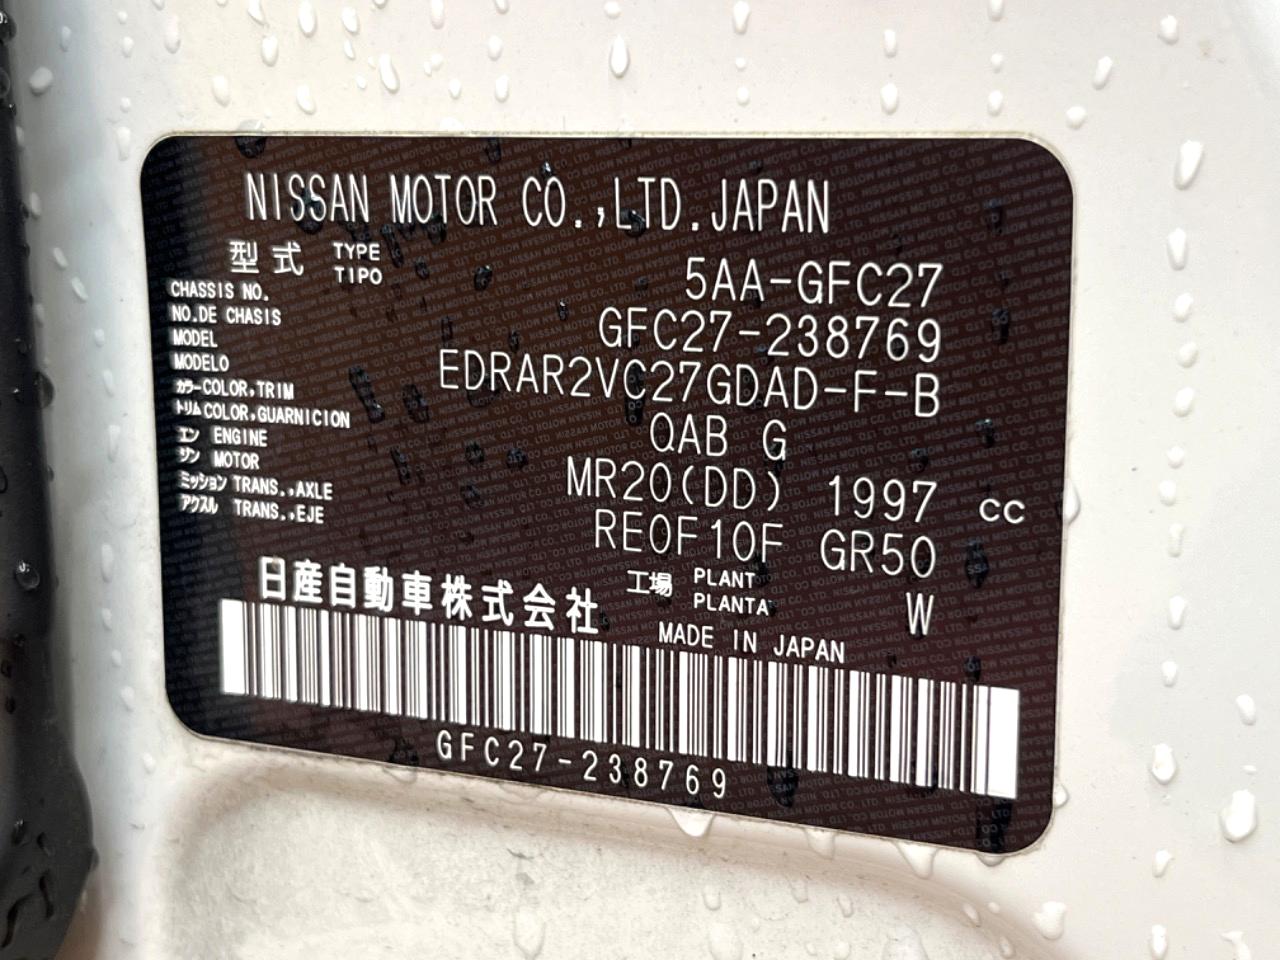 NISSAN MOTOR CO.,LTD.JAPAN
型式 TYPE TIPO 5AA-GFC27
CHASSIS NO.
NO.DE CHASIS GFC27-238769
MODEL
MODELO EDRAR2VC27GDAD-F-B
カラー COLOR,TRIM
トリム COLOR,GUARNICION QAB G
エン ENGINE
ジン MOTOR MR20(DD) 1997 cc
ミッション TRANS.,AXLE
アクスル TRANS.,EJE RE0F10F GR50
日産自動車株式会社 工場 PLANT PLANTA W
MADE IN JAPAN
GFC27-238769